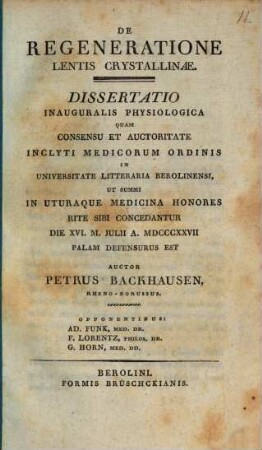 DE
REGENERATIONE
LENTIS CRYSTALLINÆ.
DISSERTATIO
INAUGURALIS PHYSIOLOGICA
QUAM
CONSENSU ET AUCTORITATE
INCLYTI MEDICORUM ORDINIS
IN
UNIVERSITATE LITTERARIA BEROLINENSI,
UT SUMMI
IN UTURAQUE MEDICINA HONORES
RITE SIBI CONCEDANTUR
DIE XVI. M. JULII A. MDCCCXXVII
PALAM DEFENSURUS EST
AUCTOR
PETRUS BACKHAUSEN,
RHENO-BORUSSUS.
OPPONENTIBUS:
AD. FUNK, MED. DR.
F. LORENTZ, PHILOS. DR.
G. HORN, MED. DD.
BEROLINI.
FORMIS BRÜSCHCKIANIS.